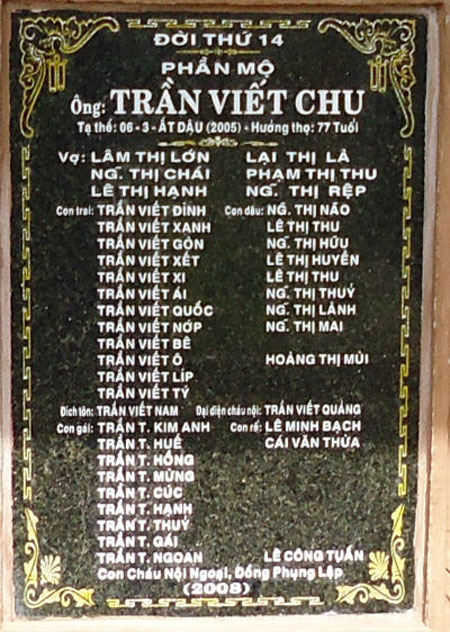 ĐỜI THỨ 14
PHẦN MỘ
Ông: TRẦN VIẾT CHU
Tạ thế: 06 - 3 - ẤT DẬU (2005) - Hưởng thọ: 77 Tuổi
Vợ: LÂM THỊ LỚN LẠI THỊ LẢ
NG. THỊ CHÁI PHẠM THỊ THU
LÊ THỊ HẠNH NG. THỊ RỆP
Con trai: TRẦN VIẾT ĐỈNH Con dâu: NG. THỊ NÃO
TRẦN VIẾT XANH LÊ THỊ THU
TRẦN VIẾT GÒN NG. THỊ HỮU
TRẦN VIẾT XẾT LÊ THỊ HUYỀN
TRẦN VIẾT XI LÊ THỊ THU
TRẦN VIẾT ÁI NG. THỊ THUÝ
TRẦN VIẾT QUỐC NG. THỊ LÃNH
TRẦN VIẾT NỚP NG. THỊ MAI
TRẦN VIẾT BÊ
TRẦN VIẾT Ô HOÀNG THỊ MÙI
TRẦN VIẾT LÍP
TRẦN VIẾT TÝ
Đích tôn: TRẦN VIẾT NAM Đại diện cháu nội: TRẦN VIẾT QUẢNG
Con gái: TRẦN T. KIM ANH Con rể: LÊ MINH BẠCH
TRẦN T. HUẾ CÁI VĂN THỪA
TRẦN T. HỒNG
TRẦN T. MỪNG
TRẦN T. CÚC
TRẦN T. HẠNH
TRẦN T. THUÝ
TRẦN T. GÁI
TRẦN T. NGOAN LÊ CÔNG TUẤN
Con Cháu Nội Ngoại, Đồng Phụng Lập
(2008)